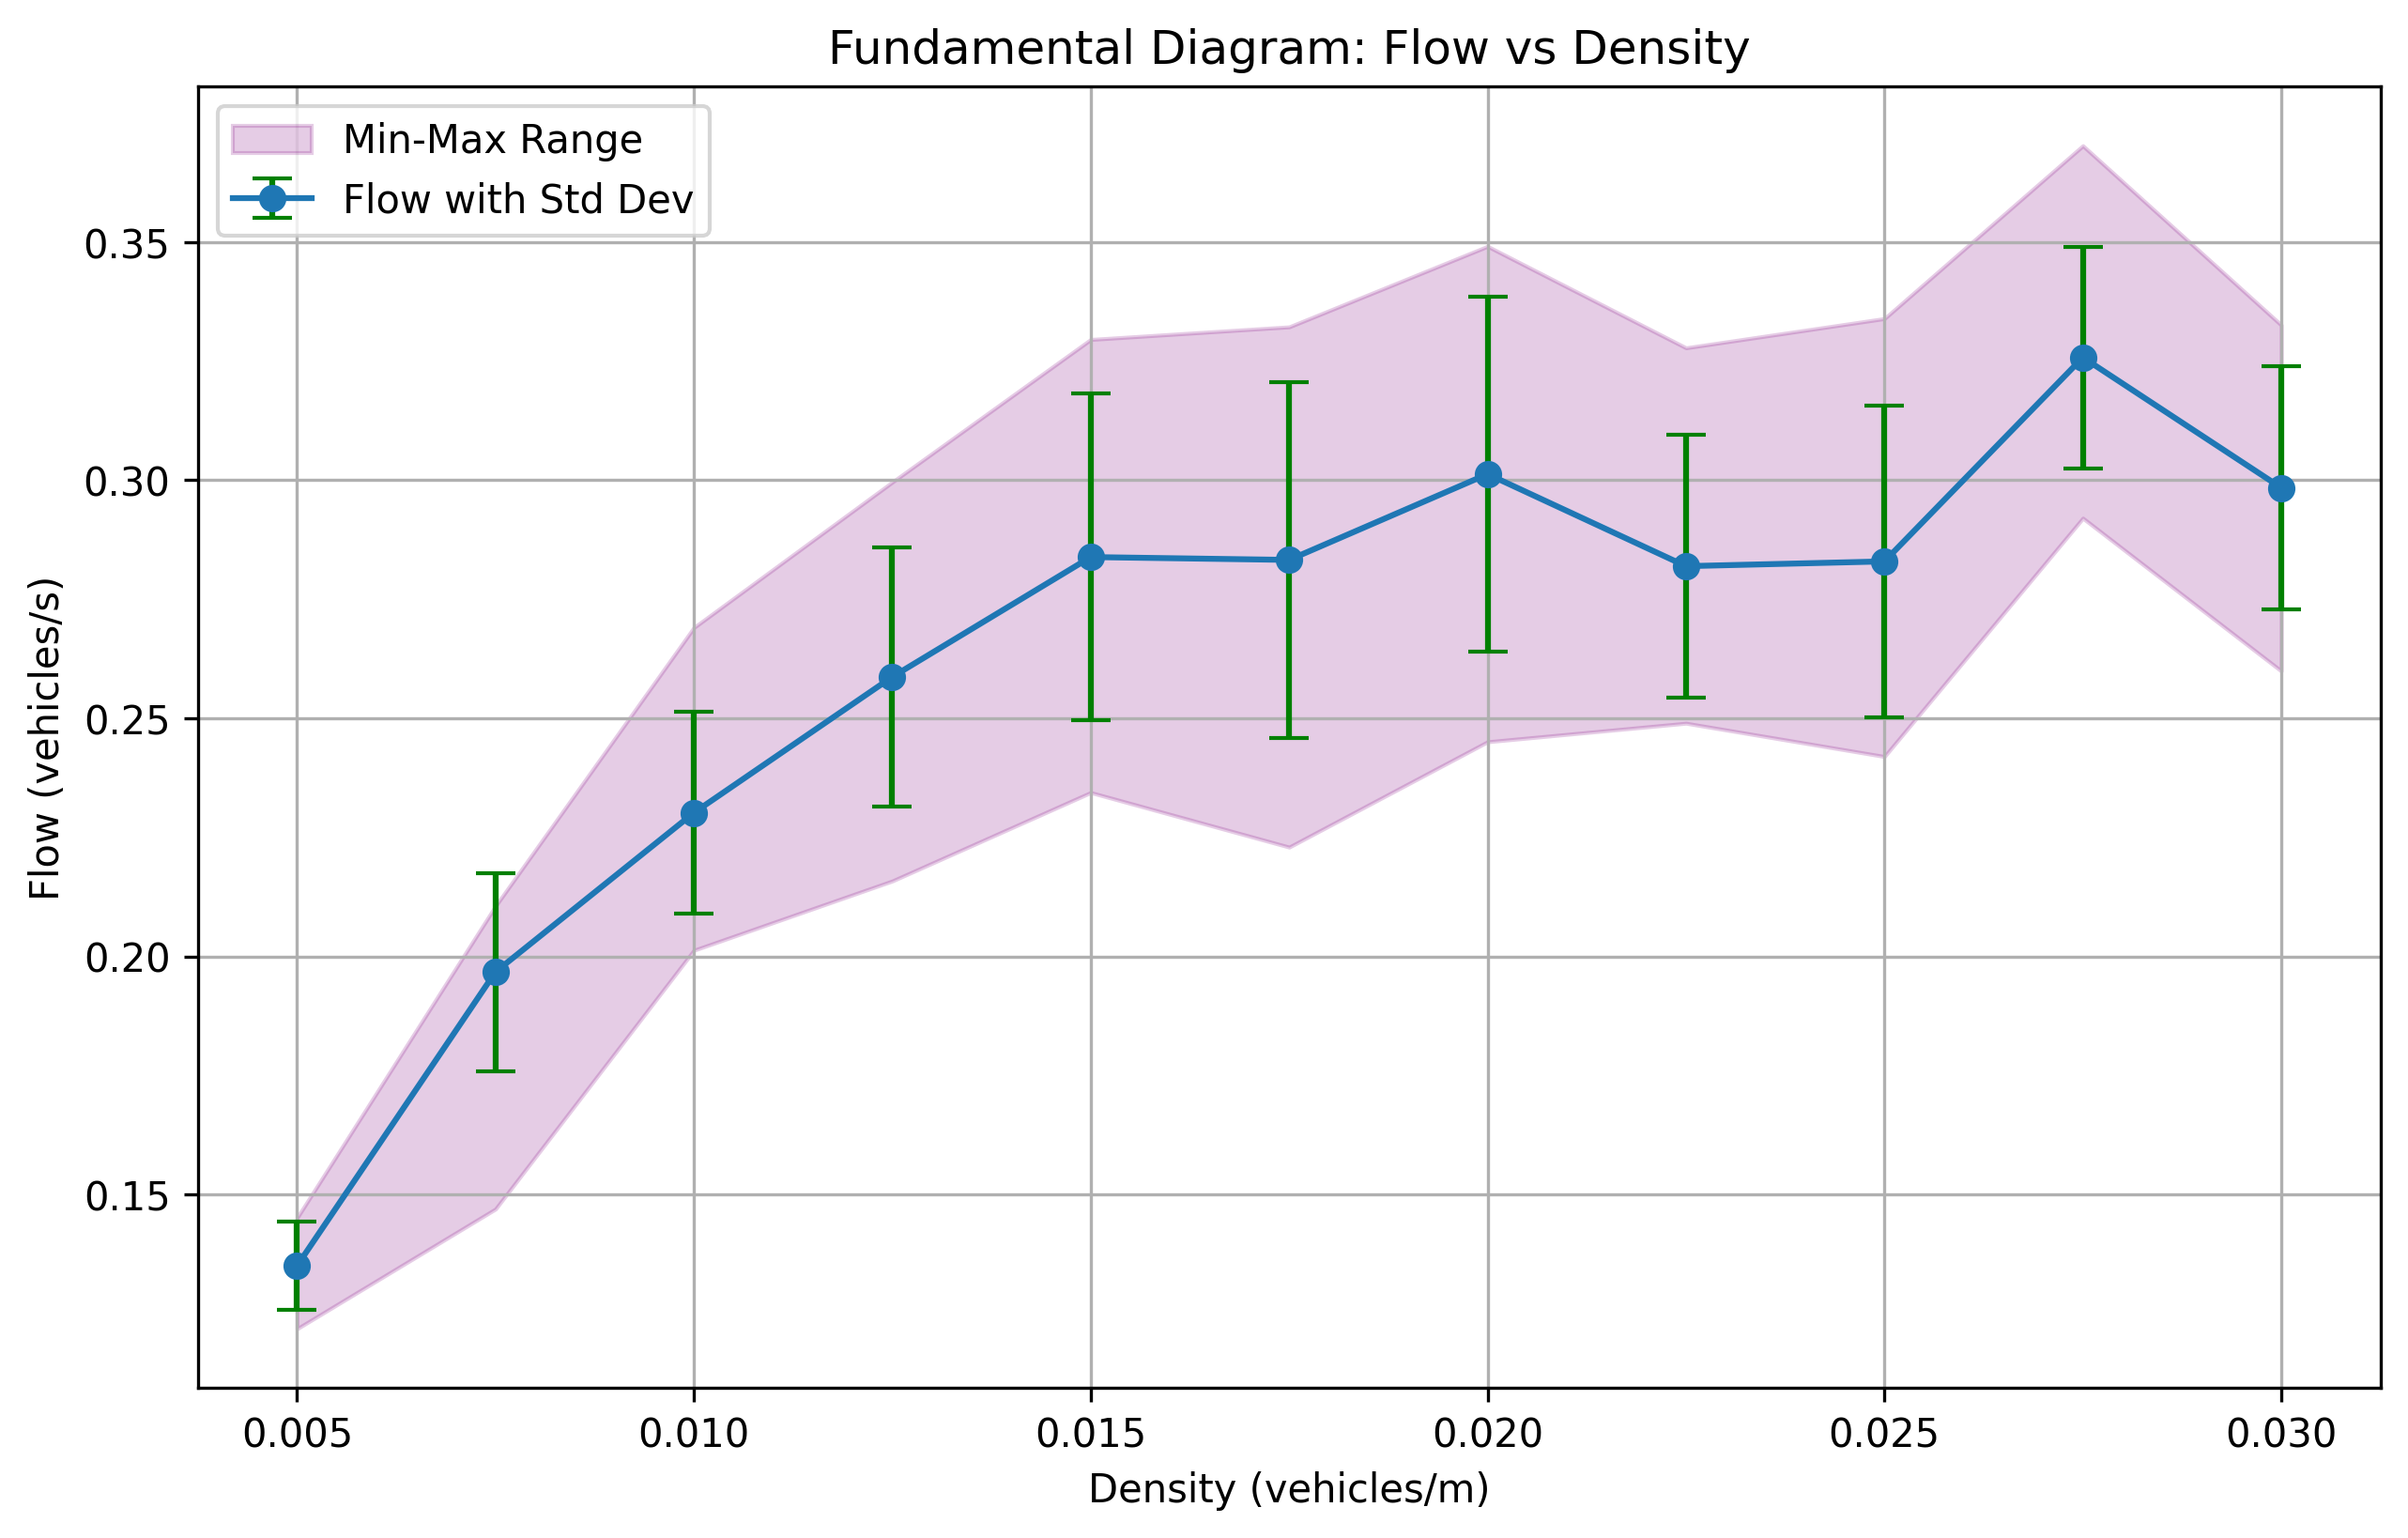 Fundamental Diagram: Flow vs Density
Min-Max Range
Flow with Std Dev
0.35
0.30
0.25
0.20
0.15
Flow (vehicles/s)
0.005 0.010 0.015 0.020 0.025 0.030
Density (vehicles/m)